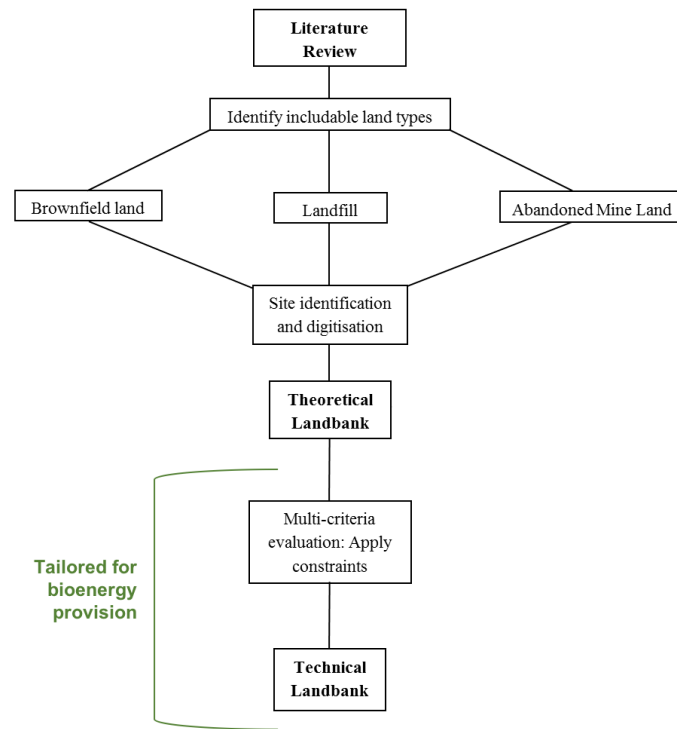 Literature
Review
Identify includable land types
Brownfield land
Landfill
Abandoned Mine Land
Site identification
and digitisation
Theoretical
Landbank
Multi-criteria
evaluation: Apply
constraints
Tailored for
bioenergy
provision
Technical
Landbank